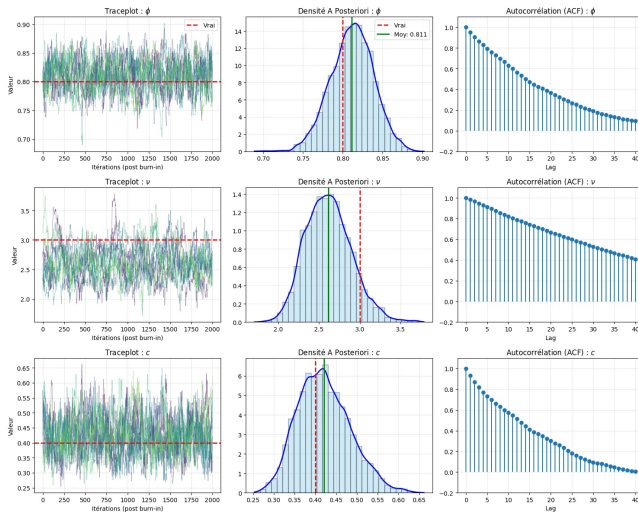 Traceplot : ϕ
Valeur
0.90
0.85
0.80
0.75
0.70
Vrai
0 250 500 750 1000 1250 1500 1750 2000
Itérations (post burn-in)
Densité A Posteriori : ϕ
14
12
10
8
6
4
2
0
Vrai
Moy: 0.811
0.70 0.75 0.80 0.85 0.90
Autocorrélation (ACF) : ϕ
1.0
0.8
0.6
0.4
0.2
0.0
−0.2
0 5 10 15 20 25 30 35 40
Lag
Traceplot : ν
Valeur
3.5
3.0
2.5
2.0
0 250 500 750 1000 1250 1500 1750 2000
Itérations (post burn-in)
Densité A Posteriori : ν
1.4
1.2
1.0
0.8
0.6
0.4
0.2
0.0
2.0 2.5 3.0 3.5
Autocorrélation (ACF) : ν
1.0
0.8
0.6
0.4
0.2
0.0
−0.2
0 5 10 15 20 25 30 35 40
Lag
Traceplot : c
Valeur
0.65
0.60
0.55
0.50
0.45
0.40
0.35
0.30
0.25
0 250 500 750 1000 1250 1500 1750 2000
Itérations (post burn-in)
Densité A Posteriori : c
6
5
4
3
2
1
0
0.25 0.30 0.35 0.40 0.45 0.50 0.55 0.60 0.65
Autocorrélation (ACF) : c
1.0
0.8
0.6
0.4
0.2
0.0
−0.2
0 5 10 15 20 25 30 35 40
Lag